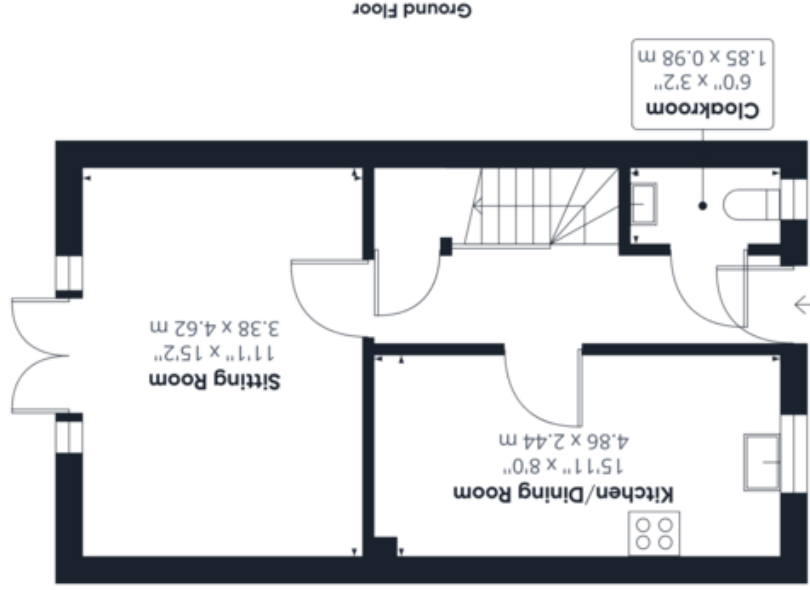 Kitchen/Dining Room
15'11" x 8'0"
4.86 x 2.44 m
Sitting Room
11'1" x 15'2"
3.38 x 4.62 m
Cloakroom
6'0" x 3'2"
1.85 x 0.98 m
Ground Floor